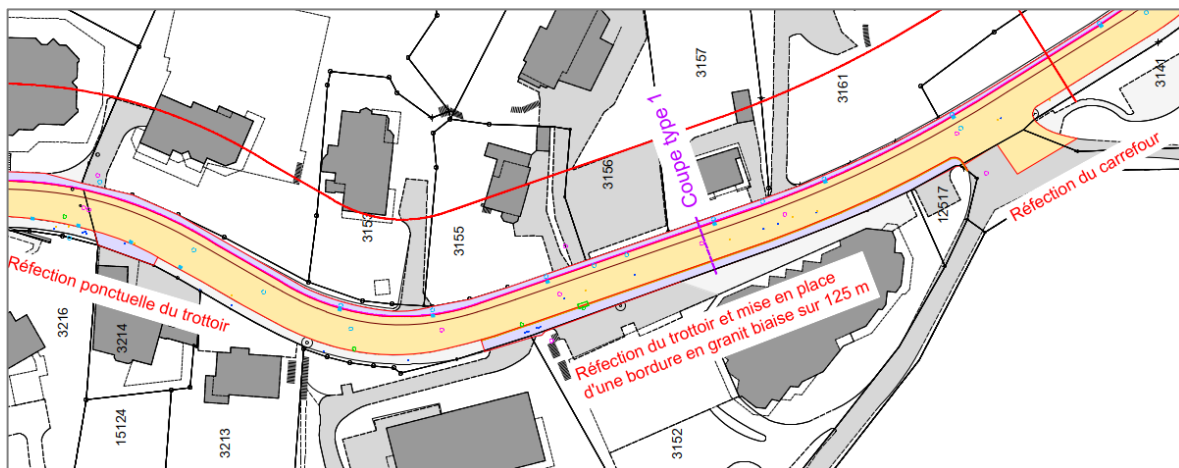 3157
3161
3141
Coupe type 1
3156
3153
3155
12517
Réfection du carrefour
Réfection ponctuelle du trottoir
3216
3214
Réfection du trottoir et mise en place
d'une bordure en granit biaise sur 125 m
15124
3213
3152